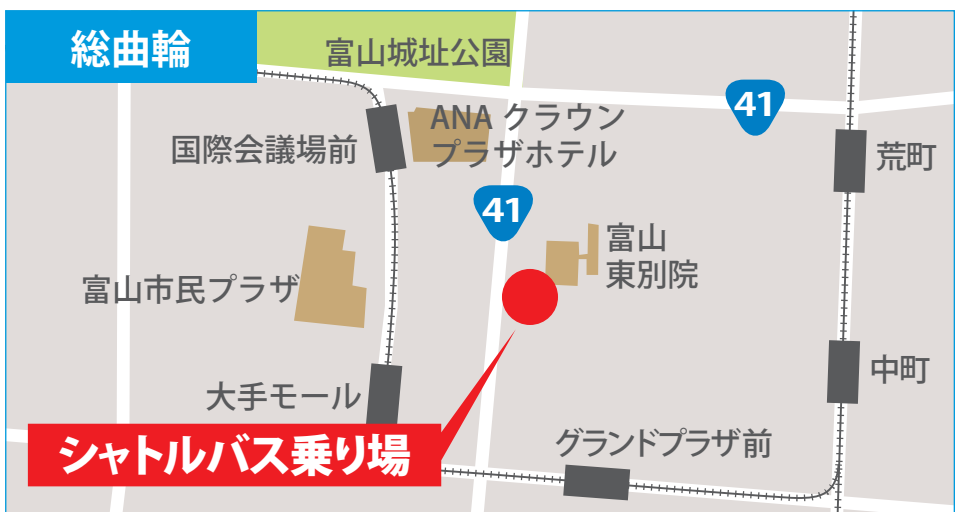 総曲輪
富山城址公園
41
ANA クラウン
プラザホテル
国際会議場前
荒町
41
富山
東別院
富山市民プラザ
中町
大手モール
シャトルバス乗り場
グランドプラザ前